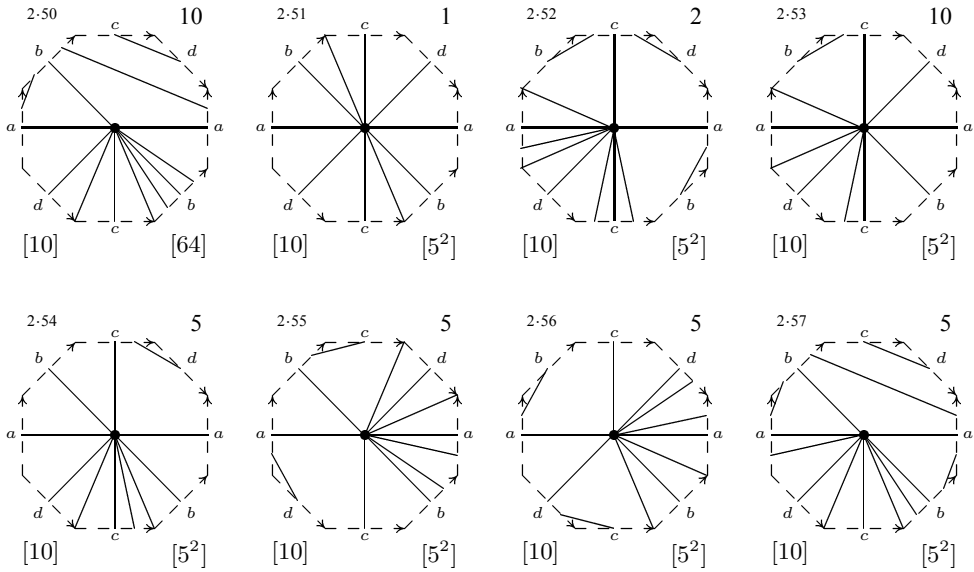 2·50 10 2·51 1 2·52 2 2·53 10
c c c c
b d b d b d b d
a a a a a a a a
d b d b d b d b
c c c c
[10] [64] [10] [5²] [10] [5²] [10] [5²]
2·54 5 2·55 5 2·56 5 2·57 5
c c c c
b d b d b d b d
a a a a a a a a
d b d b d b d b
c c c c
[10] [5²] [10] [5²] [10] [5²] [10] [5²]